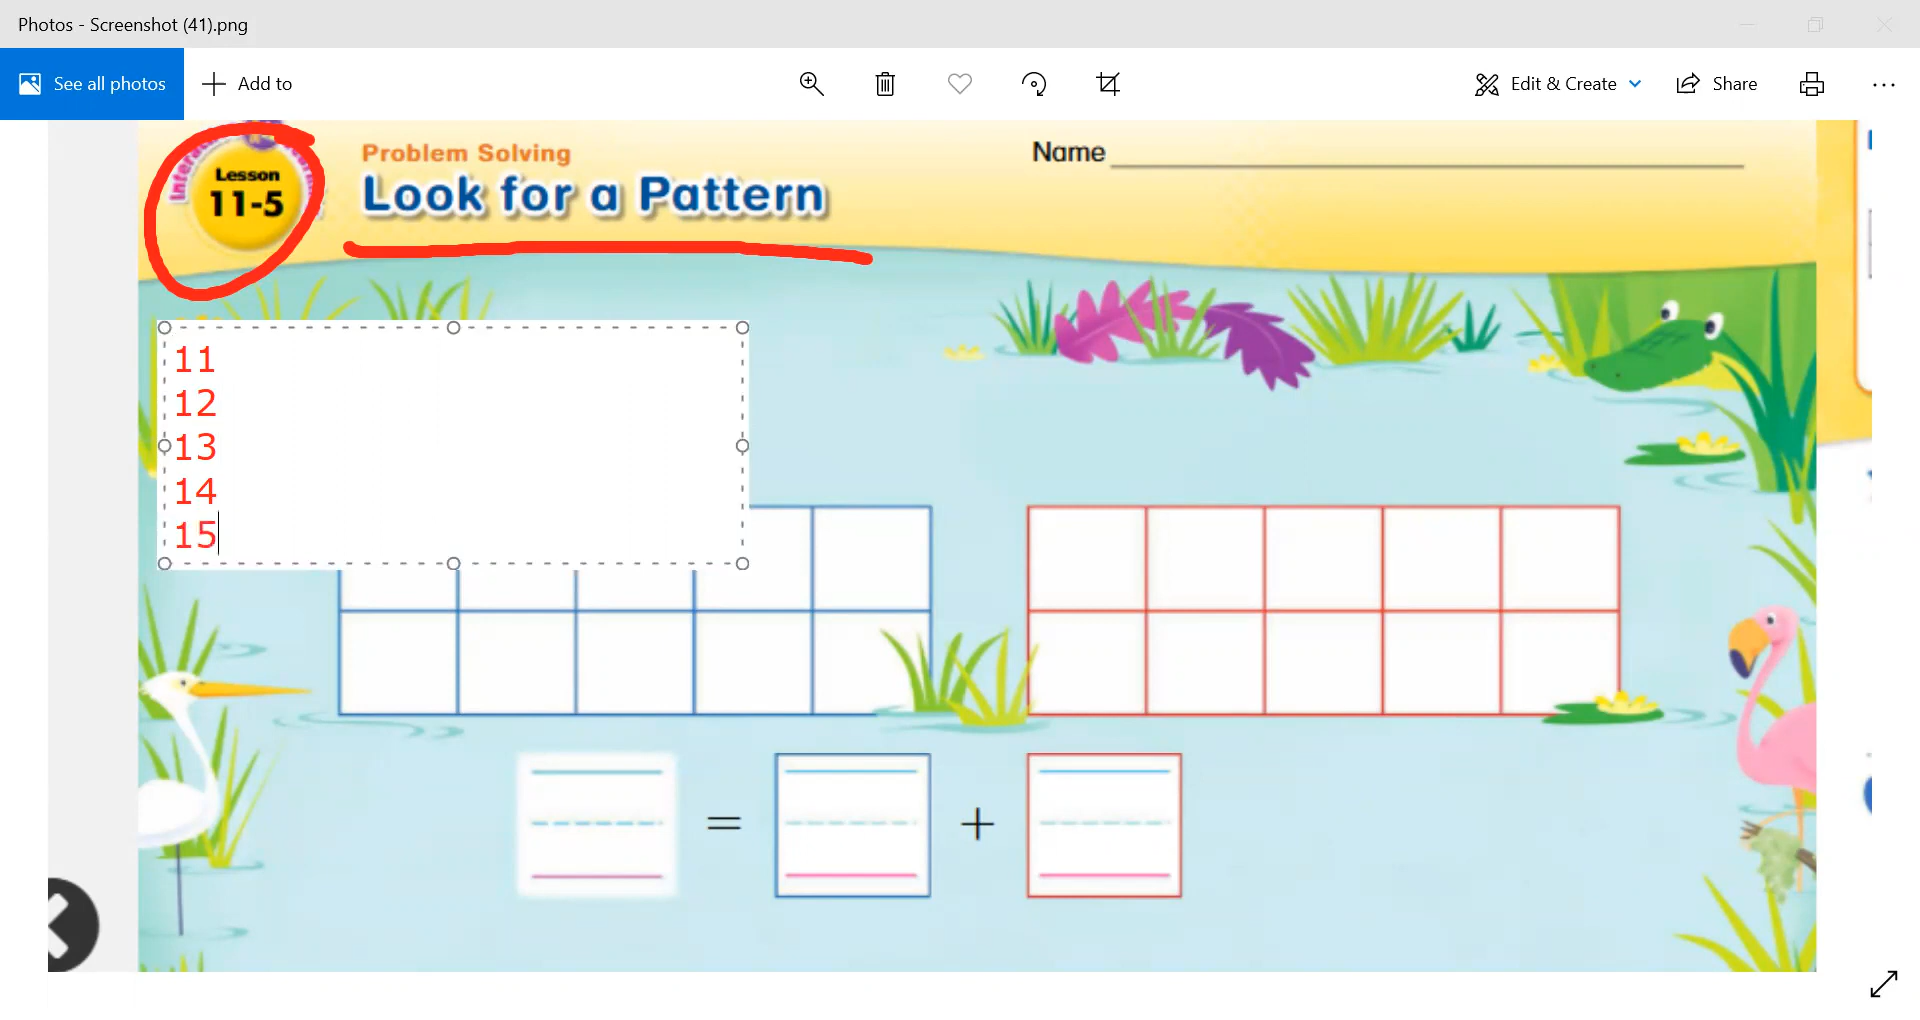 Photos - Screenshot (41).png
See all photos
Add to
Edit & Create
Share
Lesson
11-5
Problem Solving
Look for a Pattern
Name
11
12
13
14
15
= +